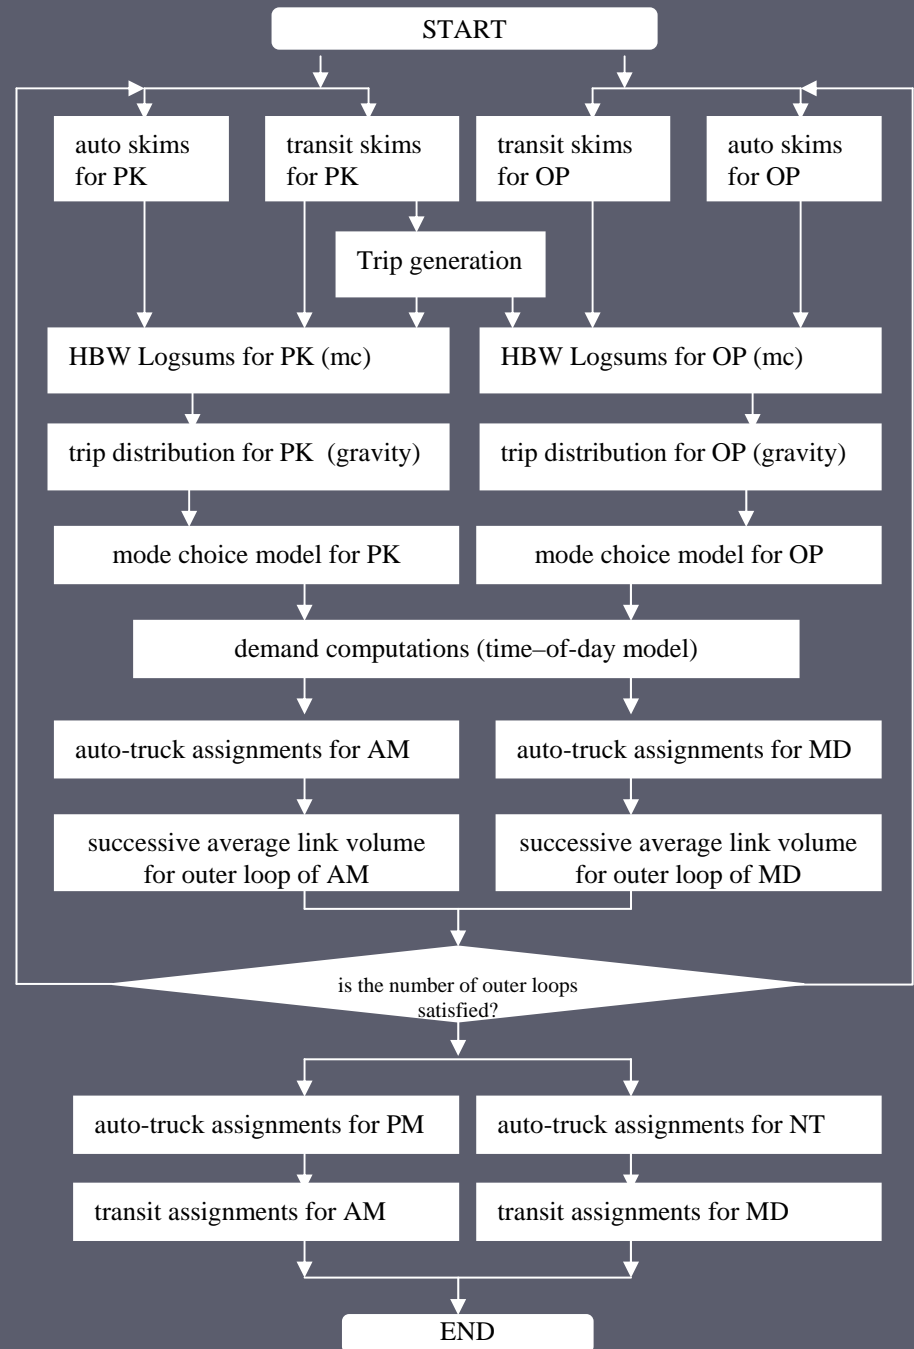 START
auto skims
for PK
transit skims
for PK
transit skims
for OP
auto skims
for OP
Trip generation
HBW Logsums for PK (mc)
HBW Logsums for OP (mc)
trip distribution for PK (gravity)
trip distribution for OP (gravity)
mode choice model for PK
mode choice model for OP
demand computations (time–of-day model)
auto-truck assignments for AM
auto-truck assignments for MD
successive average link volume
for outer loop of AM
successive average link volume
for outer loop of MD
is the number of outer loops
satisfied?
auto-truck assignments for PM
auto-truck assignments for NT
transit assignments for AM
transit assignments for MD
END